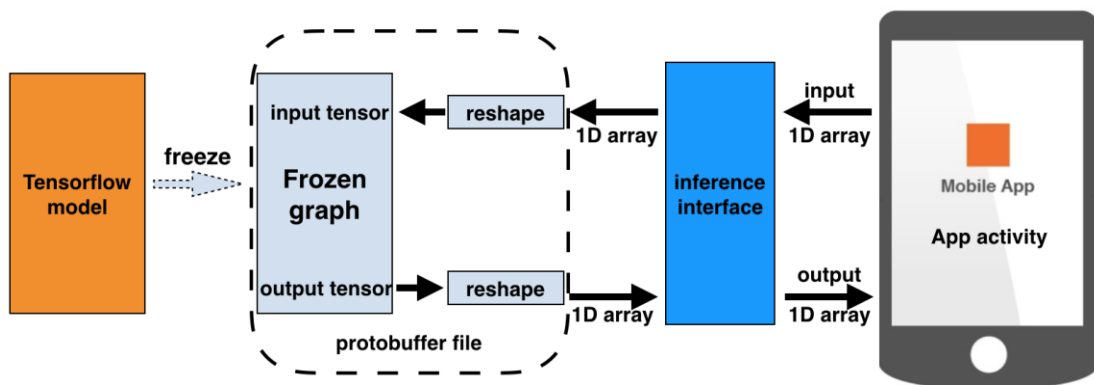 Tensorflow
model
freeze
input tensor
Frozen
graph
output tensor
reshape
reshape
protobuffer file
1D array
1D array
inference
interface
input
1D array
output
1D array
Mobile App
App activity